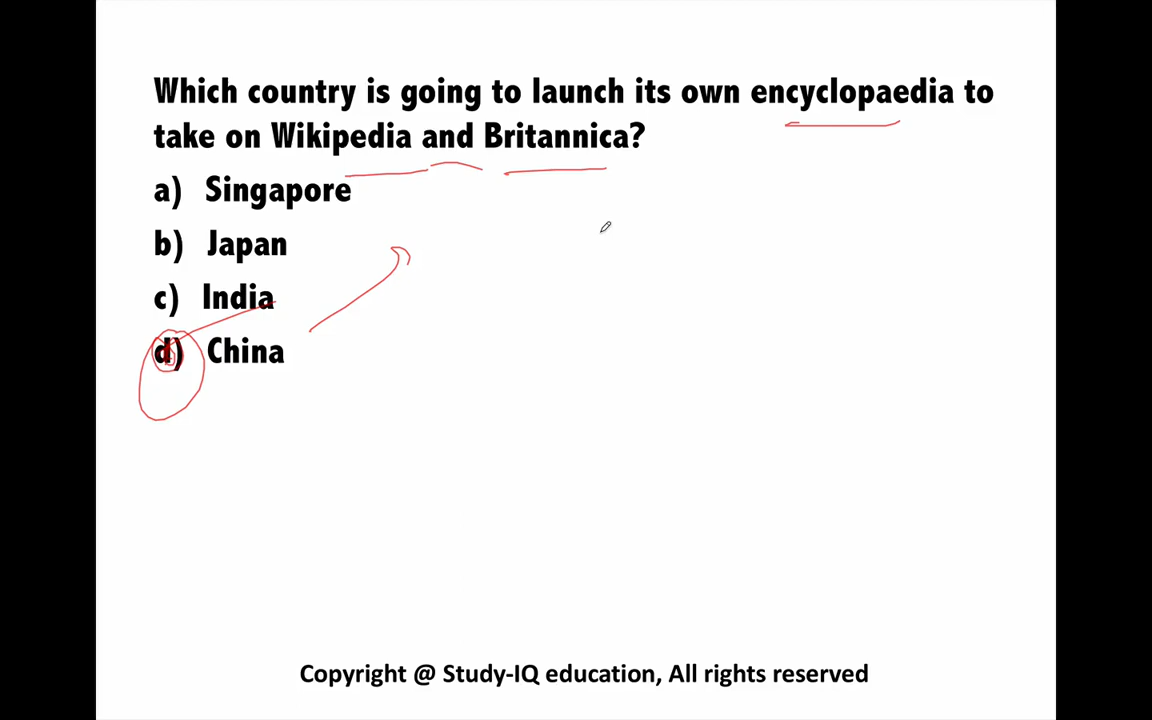 Which country is going to launch its own encyclopaedia to
take on Wikipedia and Britannica?
a) Singapore
b) Japan
c) India
d) China
Copyright @ Study-IQ education, All rights reserved